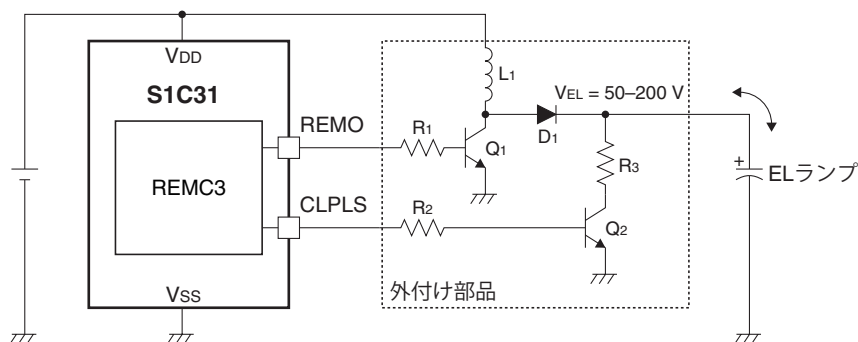 VDD
S1C31
L1
VEL = 50–200 V
REMO
R1
D1
Q1
REMC3
R3
ELランプ
+
CLPLS
R2
Q2
VSS
外付け部品